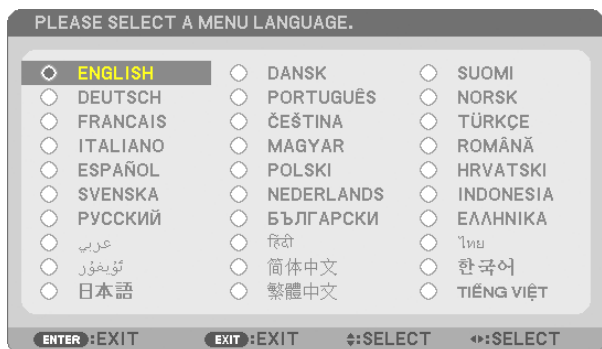 PLEASE SELECT A MENU LANGUAGE.
ENGLISH DANSK SUOMI
DEUTSCH PORTUGUÊS NORSK
FRANCAIS ČEŠTINA TÜRKÇE
ITALIANO MAGYAR ROMÂNĂ
ESPAÑOL POLSKI HRVATSKI
SVENSKA NEDERLANDS INDONESIA
РУССКИЙ БЪЛГАРСКИ ΕΛΛΗΝΙΚΑ
عربي हिंदी ไทย
ئۇيغۇر 简体中文 한국어
日本語 繁體中文 TIẾNG VIỆT
ENTER :EXIT EXIT :EXIT ♦:SELECT ◂▸:SELECT